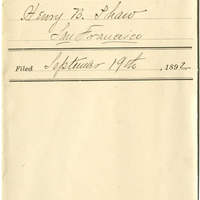 Henry B. Shaw
San Francisco
Filed September 19th, 1892